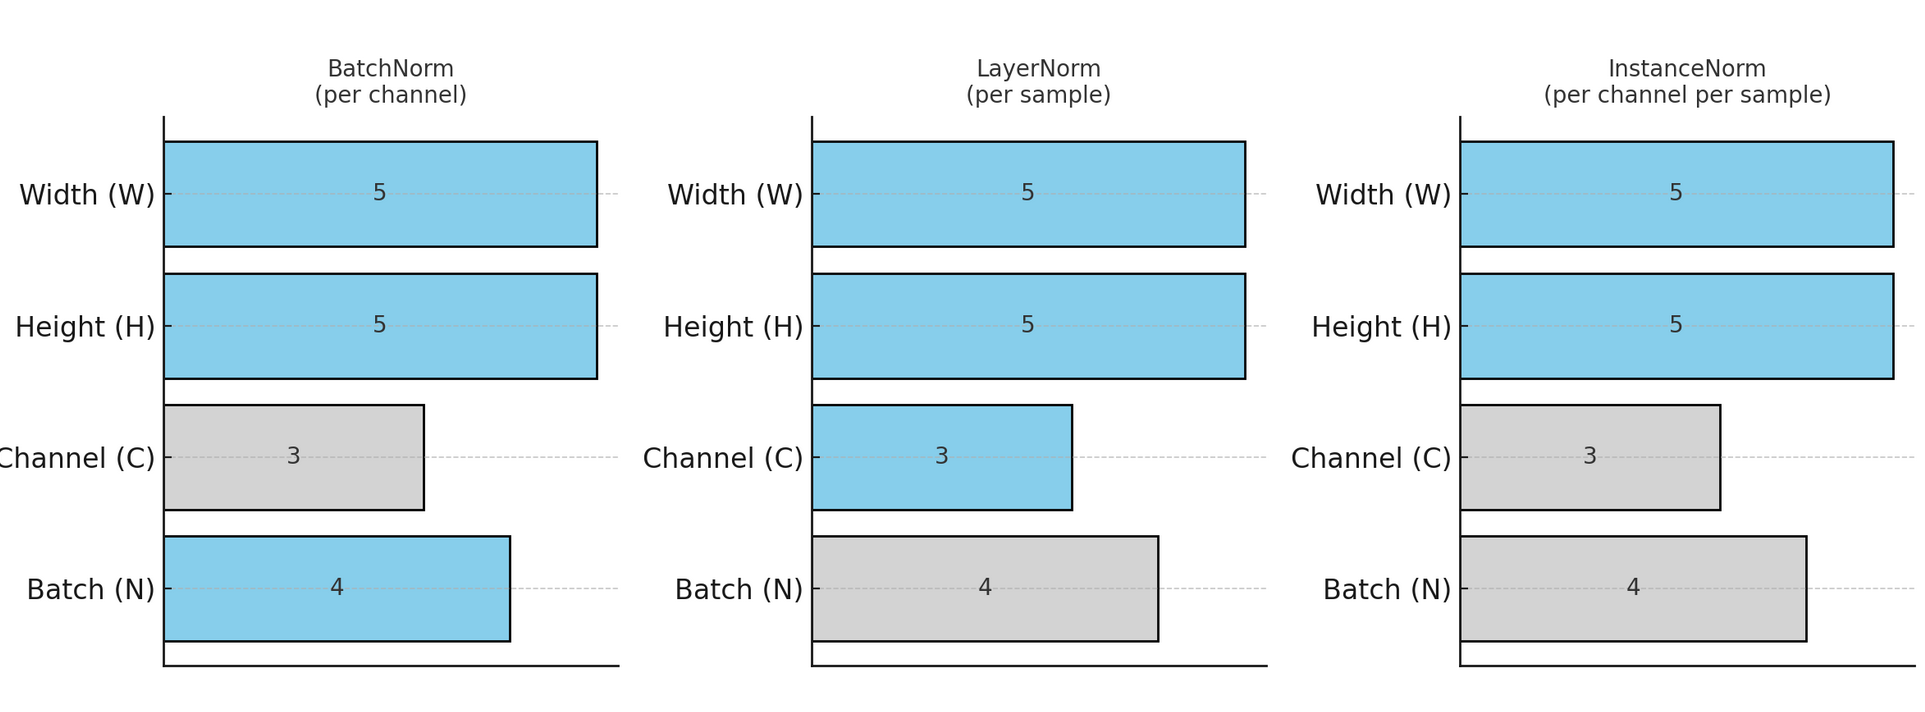 BatchNorm
(per channel)
Width (W)
5
Height (H)
5
Channel (C)
3
Batch (N)
4
LayerNorm
(per sample)
Width (W)
5
Height (H)
5
Channel (C)
3
Batch (N)
4
InstanceNorm
(per channel per sample)
Width (W)
5
Height (H)
5
Channel (C)
3
Batch (N)
4